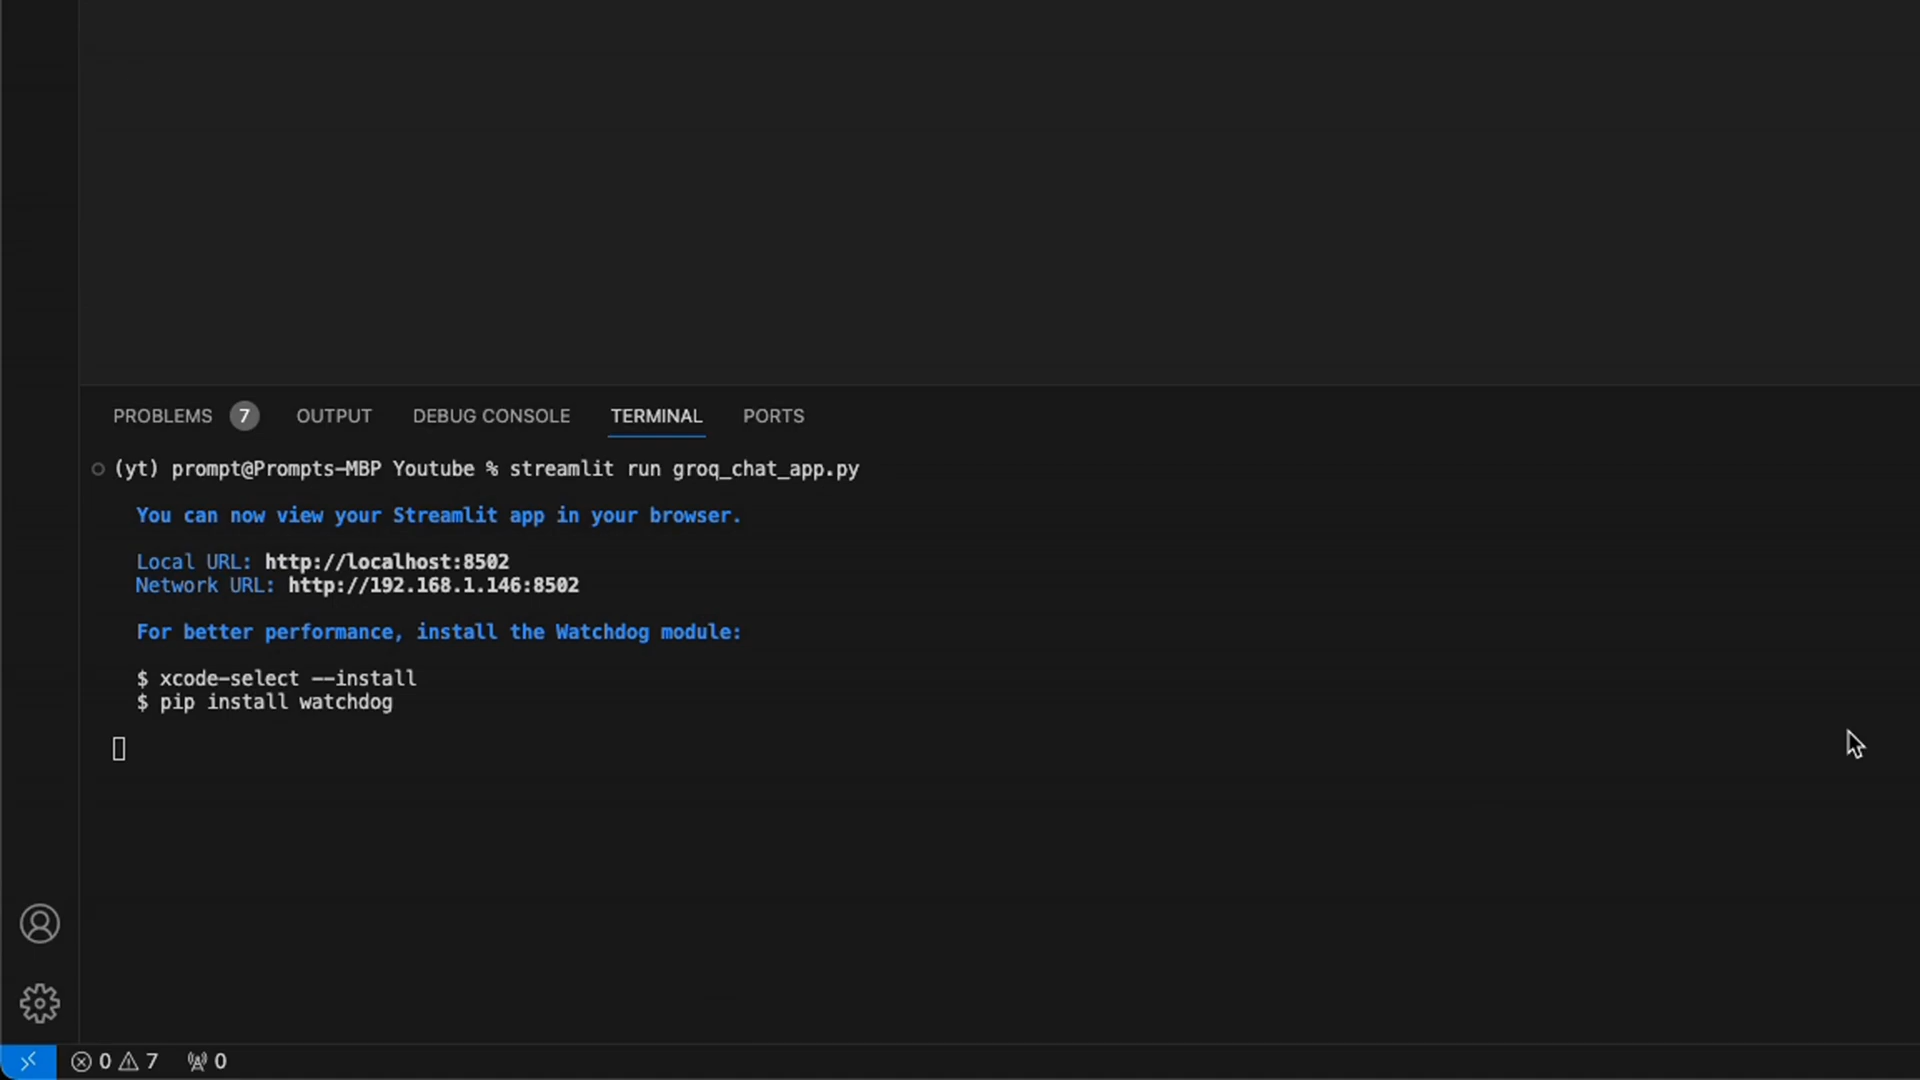 PROBLEMS 7 OUTPUT DEBUG CONSOLE TERMINAL PORTS
(yt) prompt@Prompts-MBP Youtube % streamlit run groq_chat_app.py
You can now view your Streamlit app in your browser.
Local URL: http://localhost:8502
Network URL: http://192.168.1.146:8502
For better performance, install the Watchdog module:
$ xcode-select --install
$ pip install watchdog
0 7 0